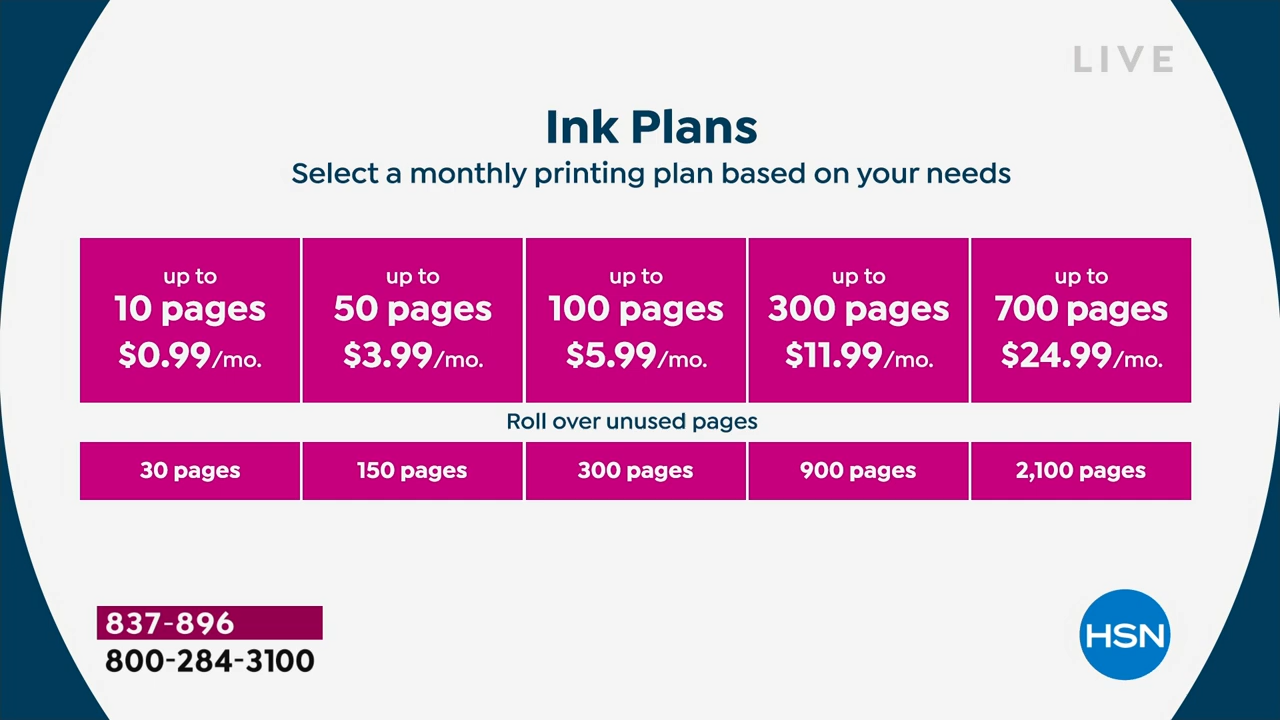 LIVE
Ink Plans
Select a monthly printing plan based on your needs
up to
10 pages
$0.99/mo.
up to
50 pages
$3.99/mo.
up to
100 pages
$5.99/mo.
up to
300 pages
$11.99/mo.
up to
700 pages
$24.99/mo.
Roll over unused pages
30 pages
150 pages
300 pages
900 pages
2,100 pages
837-896
800-284-3100
HSN